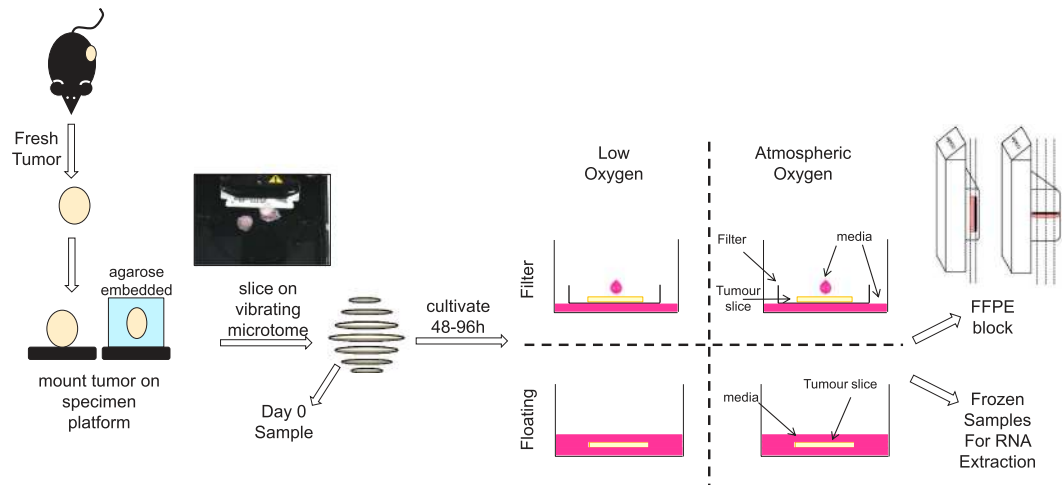 Fresh
Tumor
agarose
embedded
mount tumor on
specimen
platform
slice on
vibrating
microtome
Day 0
Sample
cultivate
48-96h
Low
Oxygen
Atmospheric
Oxygen
Filter
Floating
Filter
media
Tumour
slice
media
Tumour slice
FFPE
block
Frozen
Samples
For RNA
Extraction